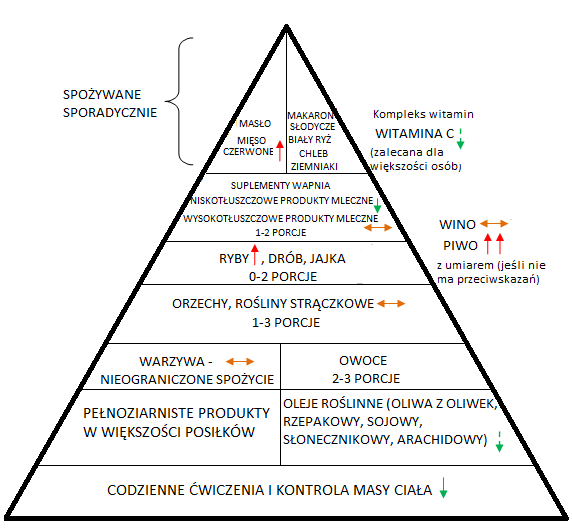 SPOŻYWANE
SPORADYCZNIE
MASŁO
MIĘSO
CZERWONE
MAKARON
SŁODYCZE
BIAŁY RYŻ
CHLEB
ZIEMNIAKI
Kompleks witamin
WITAMINA C
(zalecana dla
większości osób)
SUPLEMENTY WAPNIA
NISKOTŁUSZCZOWE PRODUKTY MLECZNE
WYSOKOTŁUSZCZOWE PRODUKTY MLECZNE
1-2 PORCJE
WINO
PIWO
z umiarem (jeśli nie
ma przeciwskazań)
RYBY , DRÓB, JAJKA
0-2 PORCJE
ORZECHY, ROŚLINY STRĄCZKOWE
1-3 PORCJE
WARZYWA -
NIEOGRANICZONE SPOŻYCIE
OWOCE
2-3 PORCJE
PEŁNOZIARNISTE PRODUKTY
W WIĘKSZOŚCI POSIŁKÓW
OLEJE ROŚLINNE (OLIWA Z OLIWEK,
RZEPAKOWY, SOJOWY,
SŁONECZNIKOWY, ARACHIDOWY)
CODZIENNE ĆWICZENIA I KONTROLA MASY CIAŁA